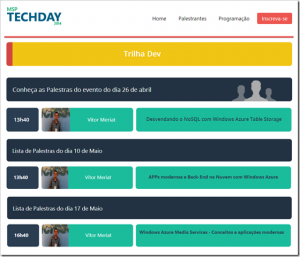 MSP
TECHDAY
2014
Home Palestrantes Programação Inscreva-se
Trilha Dev
Conheça as Palestras do evento do dia 26 de abril
13h40 Vitor Meriat Desvendando o NoSQL com Windows Azure Table Storage
Lista de Palestras do dia 10 de Maio
13h40 Vitor Meriat APPs modernas e Back-End na Nuvem com Windows Azure
Lista de Palestras do dia 17 de Maio
16h40 Vitor Meriat Windows Azure Media Services - Conceitos e aplicações modernas